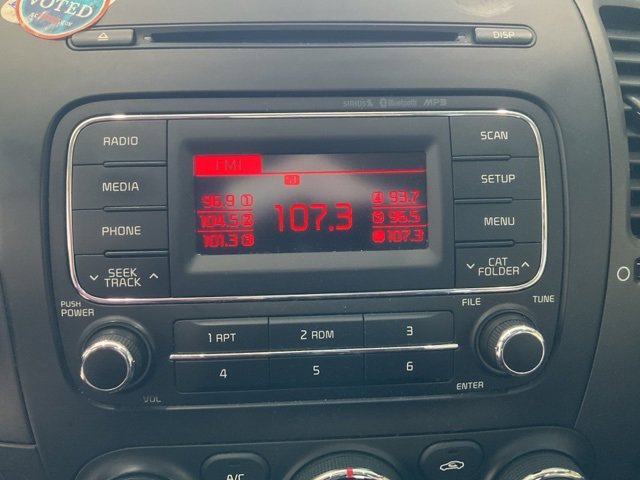 VOTED
DISP
SIRIUS Bluetooth MP3
RADIO
SCAN
FM1
MEDIA
SETUP
96.9 1
4 93.7
107.3
104.5 2
5 96.5
101.3 3
107.3
PHONE
MENU
SEEK
TRACK
CAT
FOLDER
PUSH
POWER
FILE
TUNE
1 RPT
2 RDM
3
4
5
6
VOL
ENTER
A/C